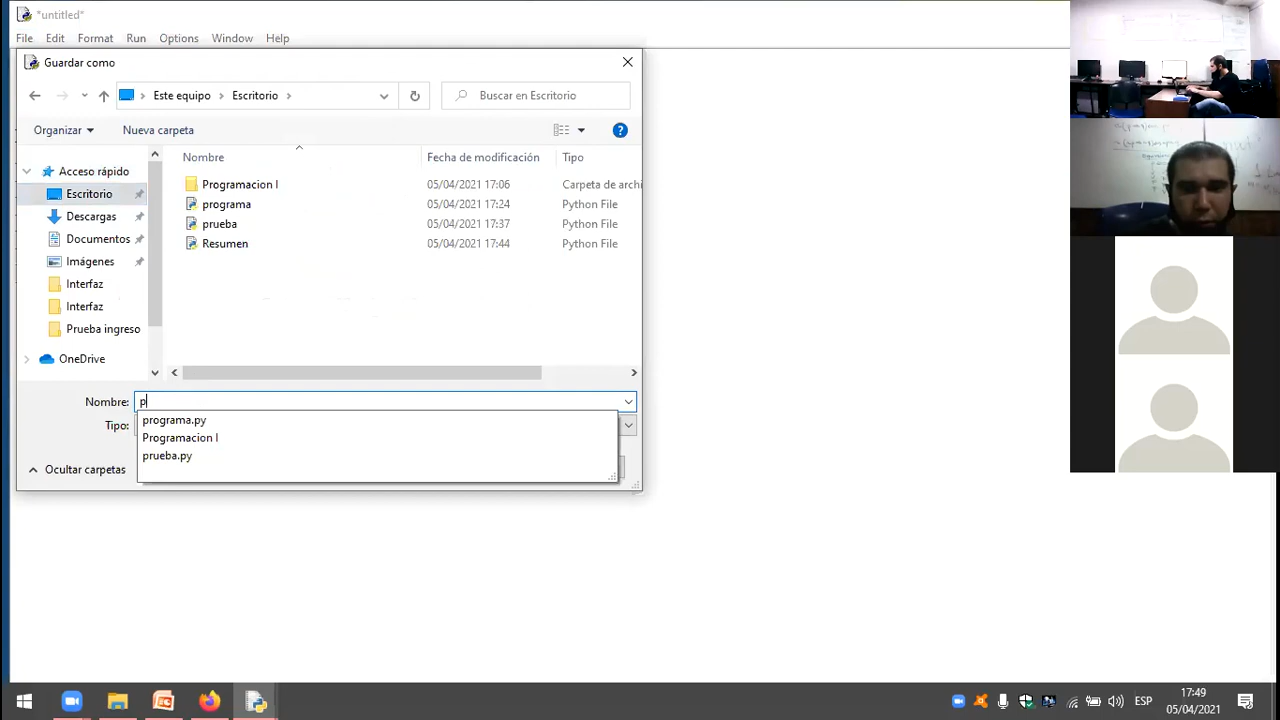 *untitled*
File Edit Format Run Options Window Help
Guardar como
Este equipo Escritorio
Buscar en Escritorio
Organizar Nueva carpeta
Nombre Fecha de modificación Tipo
Acceso rápido
Escritorio
Descargas
Documentos
Imágenes
Interfaz
Interfaz
Prueba ingreso
OneDrive
Programacion I 05/04/2021 17:06 Carpeta de archi
programa 05/04/2021 17:24 Python File
prueba 05/04/2021 17:37 Python File
Resumen 05/04/2021 17:44 Python File
Nombre: p
Tipo:
programa.py
Programacion I
prueba.py
Ocultar carpetas
ESP
17:49
05/04/2021